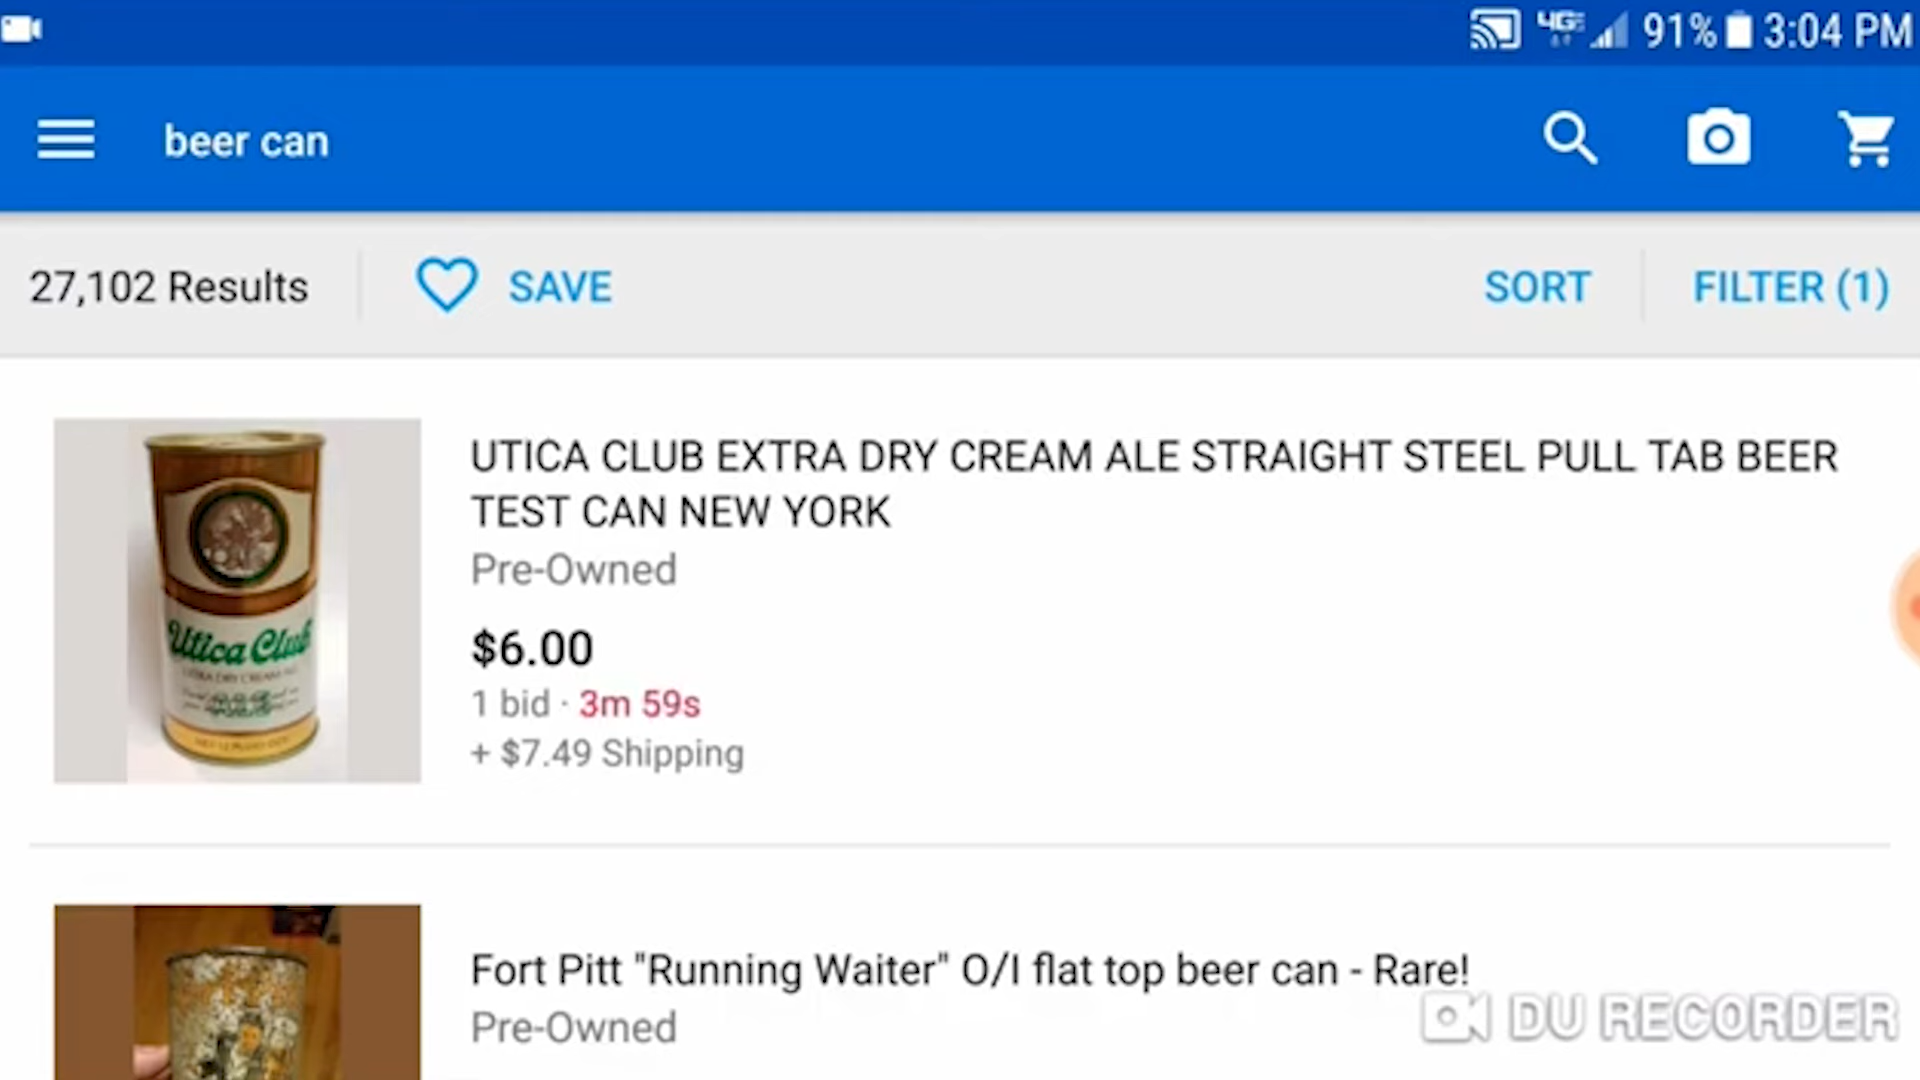 4G 91% 3:04 PM
beer can
27,102 Results SAVE SORT FILTER (1)
UTICA CLUB EXTRA DRY CREAM ALE STRAIGHT STEEL PULL TAB BEER
TEST CAN NEW YORK
Pre-Owned
Utica Club
$6.00
1 bid · 3m 59s
+ $7.49 Shipping
Fort Pitt "Running Waiter" O/I flat top beer can - Rare!
Pre-Owned
DU RECORDER